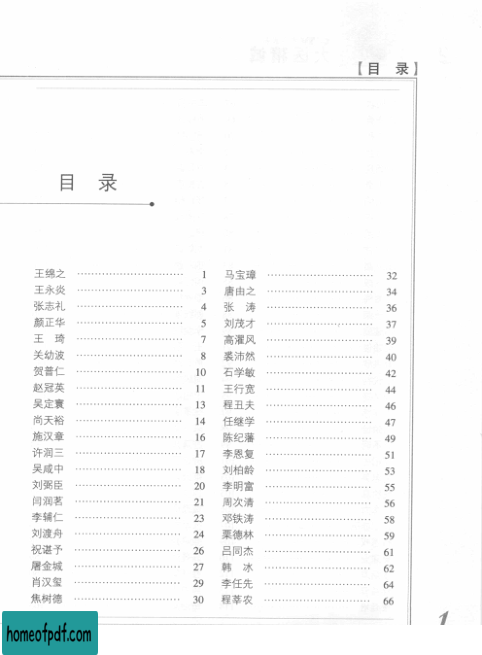 【目 录】
目 录
王绵之 ………………………… 1
王永炎 ………………………… 3
张志礼 ………………………… 4
颜正华 ………………………… 5
王 琦 ………………………… 7
关幼波 ………………………… 8
贺普仁 ………………………… 10
赵冠英 ………………………… 11
吴定寰 ………………………… 13
尚天裕 ………………………… 14
施汉章 ………………………… 16
许润三 ………………………… 17
吴咸中 ………………………… 18
刘弼臣 ………………………… 20
闫润茗 ………………………… 21
李辅仁 ………………………… 23
刘渡舟 ………………………… 24
祝谌予 ………………………… 26
屠金城 ………………………… 27
肖汉玺 ………………………… 29
焦树德 ………………………… 30
马宝璋 ………………………… 32
唐由之 ………………………… 34
张 涛 ………………………… 36
刘茂才 ………………………… 37
高濯风 ………………………… 39
裘沛然 ………………………… 40
石学敏 ………………………… 42
王行宽 ………………………… 44
程丑夫 ………………………… 46
任继学 ………………………… 47
陈纪藩 ………………………… 49
李恩复 ………………………… 51
刘柏龄 ………………………… 53
李明富 ………………………… 55
周次清 ………………………… 56
邓铁涛 ………………………… 58
栗德林 ………………………… 59
吕同杰 ………………………… 61
韩 冰 ………………………… 62
李任先 ………………………… 64
程莘农 ………………………… 66
1
homeofpdf.com